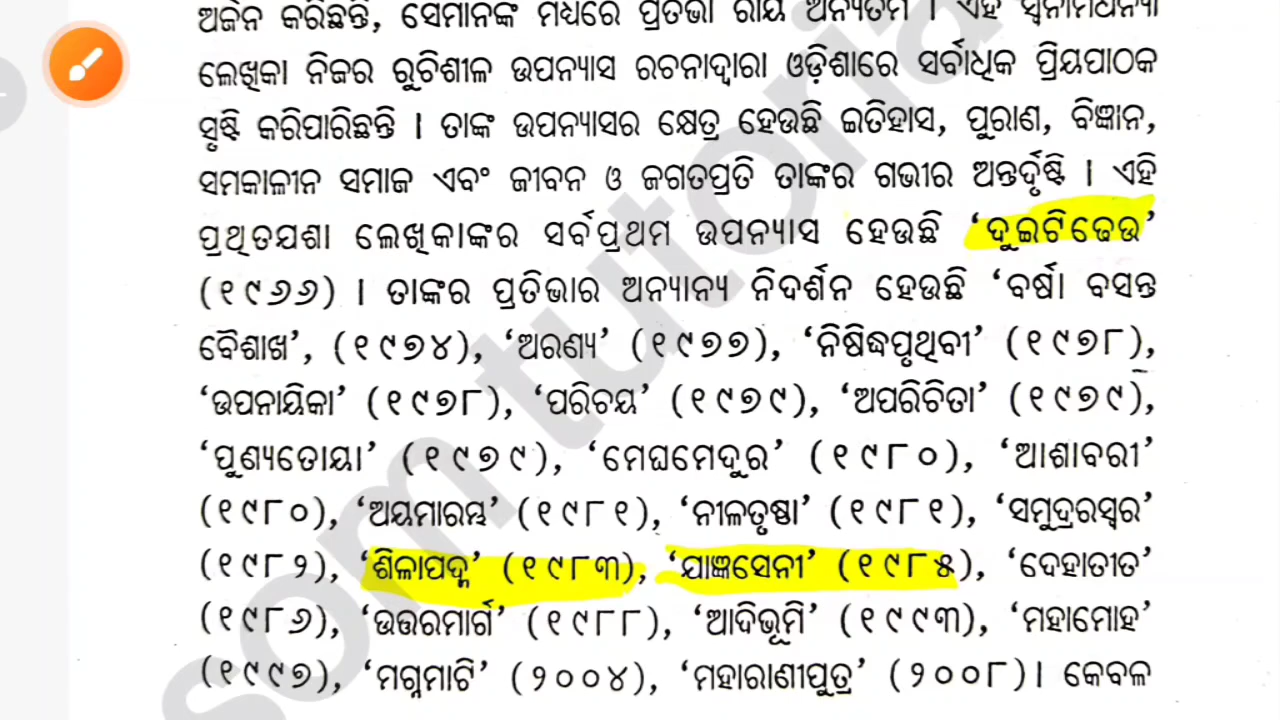 ଅର୍ଜନ କରିଛନ୍ତି, ସେମାନଙ୍କ ମଧ୍ୟରେ ପ୍ରତିଭା ରାୟ ଅନ୍ୟତମ । ଏହି ସ୍ୱନାମଧନ୍ୟା
ଲେଖିକା ନିଜର ରୁଚିଶୀଳ ଉପନ୍ୟାସ ରଚନାଦ୍ୱାରା ଓଡ଼ିଶାରେ ସର୍ବାଧିକ ପ୍ରିୟପାଠକ
ସୃଷ୍ଟି କରିପାରିଛନ୍ତି । ତାଙ୍କ ଉପନ୍ୟାସର କ୍ଷେତ୍ର ହେଉଛି ଇତିହାସ, ପୁରାଣ, ବିଜ୍ଞାନ,
ସମକାଳୀନ ସମାଜ ଏବଂ ଜୀବନ ଓ ଜଗତପ୍ରତି ତାଙ୍କର ଗଭୀର ଅନ୍ତର୍ଦୃଷ୍ଟି । ଏହି
ପ୍ରଥିତଯଶା ଲେଖିକାଙ୍କର ସର୍ବପ୍ରଥମ ଉପନ୍ୟାସ ହେଉଛି ‘ଦୁଇଟି ଢେଉ’
(୧୯୬୬) । ତାଙ୍କର ପ୍ରତିଭାର ଅନ୍ୟାନ୍ୟ ନିଦର୍ଶନ ହେଉଛି ‘ବର୍ଷା ବସନ୍ତ
ବୈଶାଖ’, (୧୯୭୪), ‘ଅରଣ୍ୟ’ (୧୯୭୭), ‘ନିଷିଦ୍ଧପୃଥିବୀ’ (୧୯୭୮),
‘ଉପନାୟିକା’ (୧୯୭୮), ‘ପରିଚୟ’ (୧୯୭୯), ‘ଅପରିଚିତା’ (୧୯୭୯),
‘ପୁଣ୍ୟତୋୟା’ (୧୯୭୯), ‘ମେଘମେଦୁର’ (୧୯୮୦), ‘ଆଶାବରୀ’
(୧୯୮୦), ‘ଅୟମାରମ୍ଭ’ (୧୯୮୧), ‘ନୀଳତୃଷ୍ଣା’ (୧୯୮୧), ‘ସମୁଦ୍ରରସ୍ୱର’
(୧୯୮୨), ‘ଶିଳାପଦ୍ମ’ (୧୯୮୩), ‘ଯାଜ୍ଞସେନୀ’ (୧୯୮୫), ‘ଦେହାତୀତ’
(୧୯୮୬), ‘ଉତ୍ତରମାର୍ଗ’ (୧୯୮୮), ‘ଆଦିଭୂମି’ (୧୯୯୩), ‘ମହାମୋହ’
(୧୯୯୭), ‘ମଗ୍ନମାଟି’ (୨୦୦୪), ‘ମହାରାଣୀପୁତ୍ର’ (୨୦୦୮)। କେବଳ
som tutorial